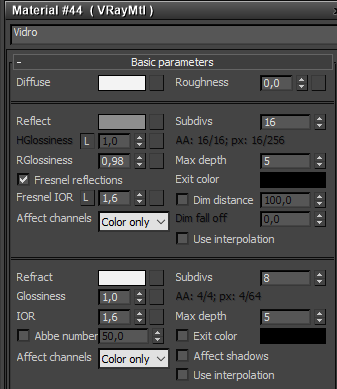 Material #44 ( VRayMtl )
Vidro
- Basic parameters
Diffuse Roughness 0,0
Reflect Subdivs 16
HGlossiness L 1,0 AA: 16/16; px: 16/256
RGlossiness 0,98 Max depth 5
Fresnel reflections Exit color
Fresnel IOR L 1,6 Dim distance 100,0
Affect channels Color only Dim fall off 0,0
Use interpolation
Refract Subdivs 8
Glossiness 1,0 AA: 4/4; px: 4/64
IOR 1,6 Max depth 5
Abbe number 50,0 Exit color
Affect channels Color only Affect shadows
Use interpolation